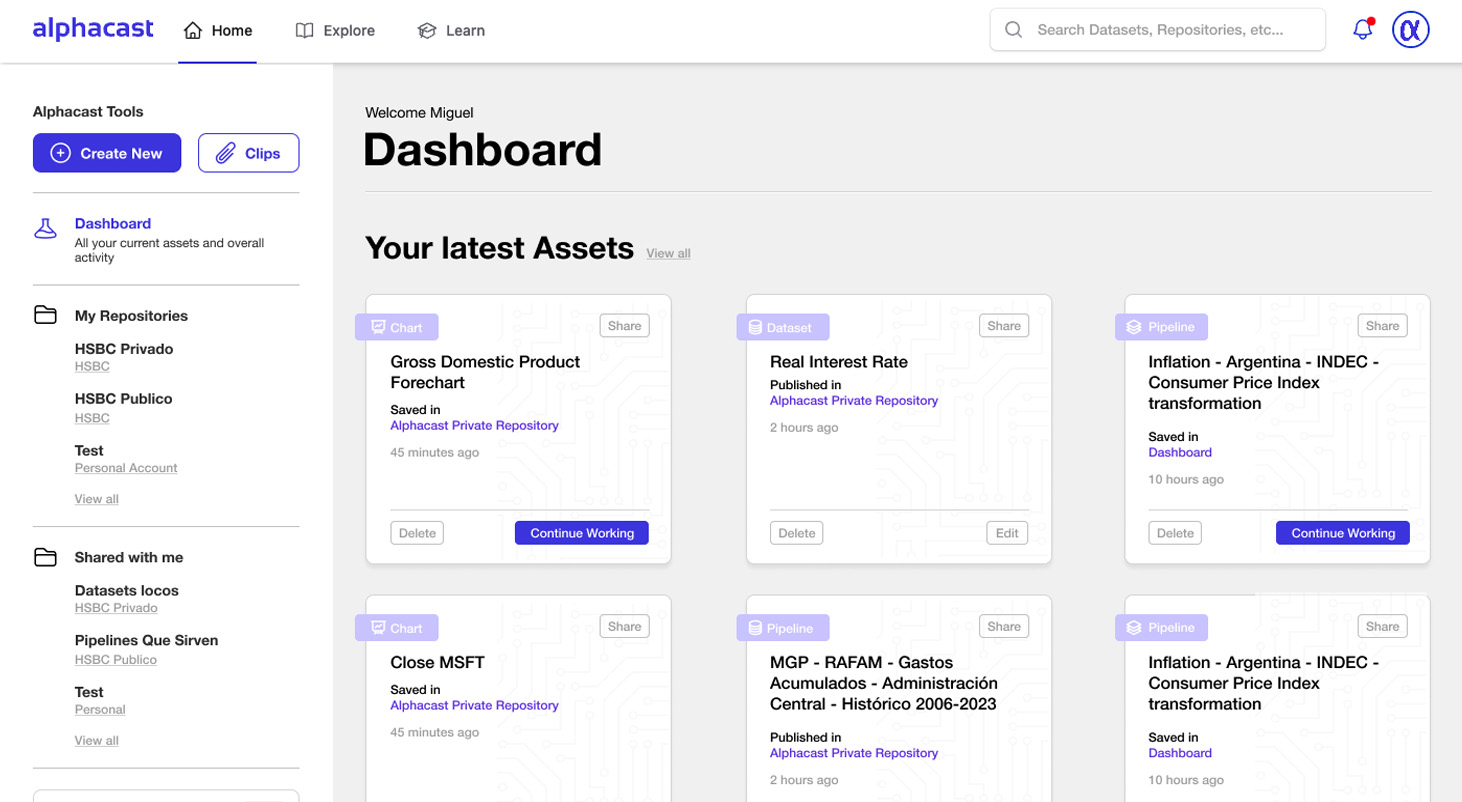 alphacast
Home
Explore
Learn
Search Datasets, Repositories, etc...
Alphacast Tools
Create New
Clips
Dashboard
All your current assets and overall
activity
My Repositories
HSBC Privado
HSBC
HSBC Publico
HSBC
Test
Personal Account
View all
Shared with me
Datasets locos
HSBC Privado
Pipelines Que Sirven
HSBC Publico
Test
Personal
View all
Welcome Miguel
Dashboard
Your latest Assets
View all
Chart
Share
Gross Domestic Product
Forechart
Saved in
Alphacast Private Repository
45 minutes ago
Delete
Continue Working
Dataset
Share
Real Interest Rate
Published in
Alphacast Private Repository
2 hours ago
Delete
Edit
Pipeline
Share
Inflation - Argentina - INDEC -
Consumer Price Index
transformation
Saved in
Dashboard
10 hours ago
Delete
Continue Working
Chart
Share
Close MSFT
Saved in
Alphacast Private Repository
45 minutes ago
Pipeline
Share
MGP - RAFAM - Gastos
Acumulados - Administración
Central - Histórico 2006-2023
Published in
Alphacast Private Repository
2 hours ago
Pipeline
Share
Inflation - Argentina - INDEC -
Consumer Price Index
transformation
Saved in
Dashboard
10 hours ago